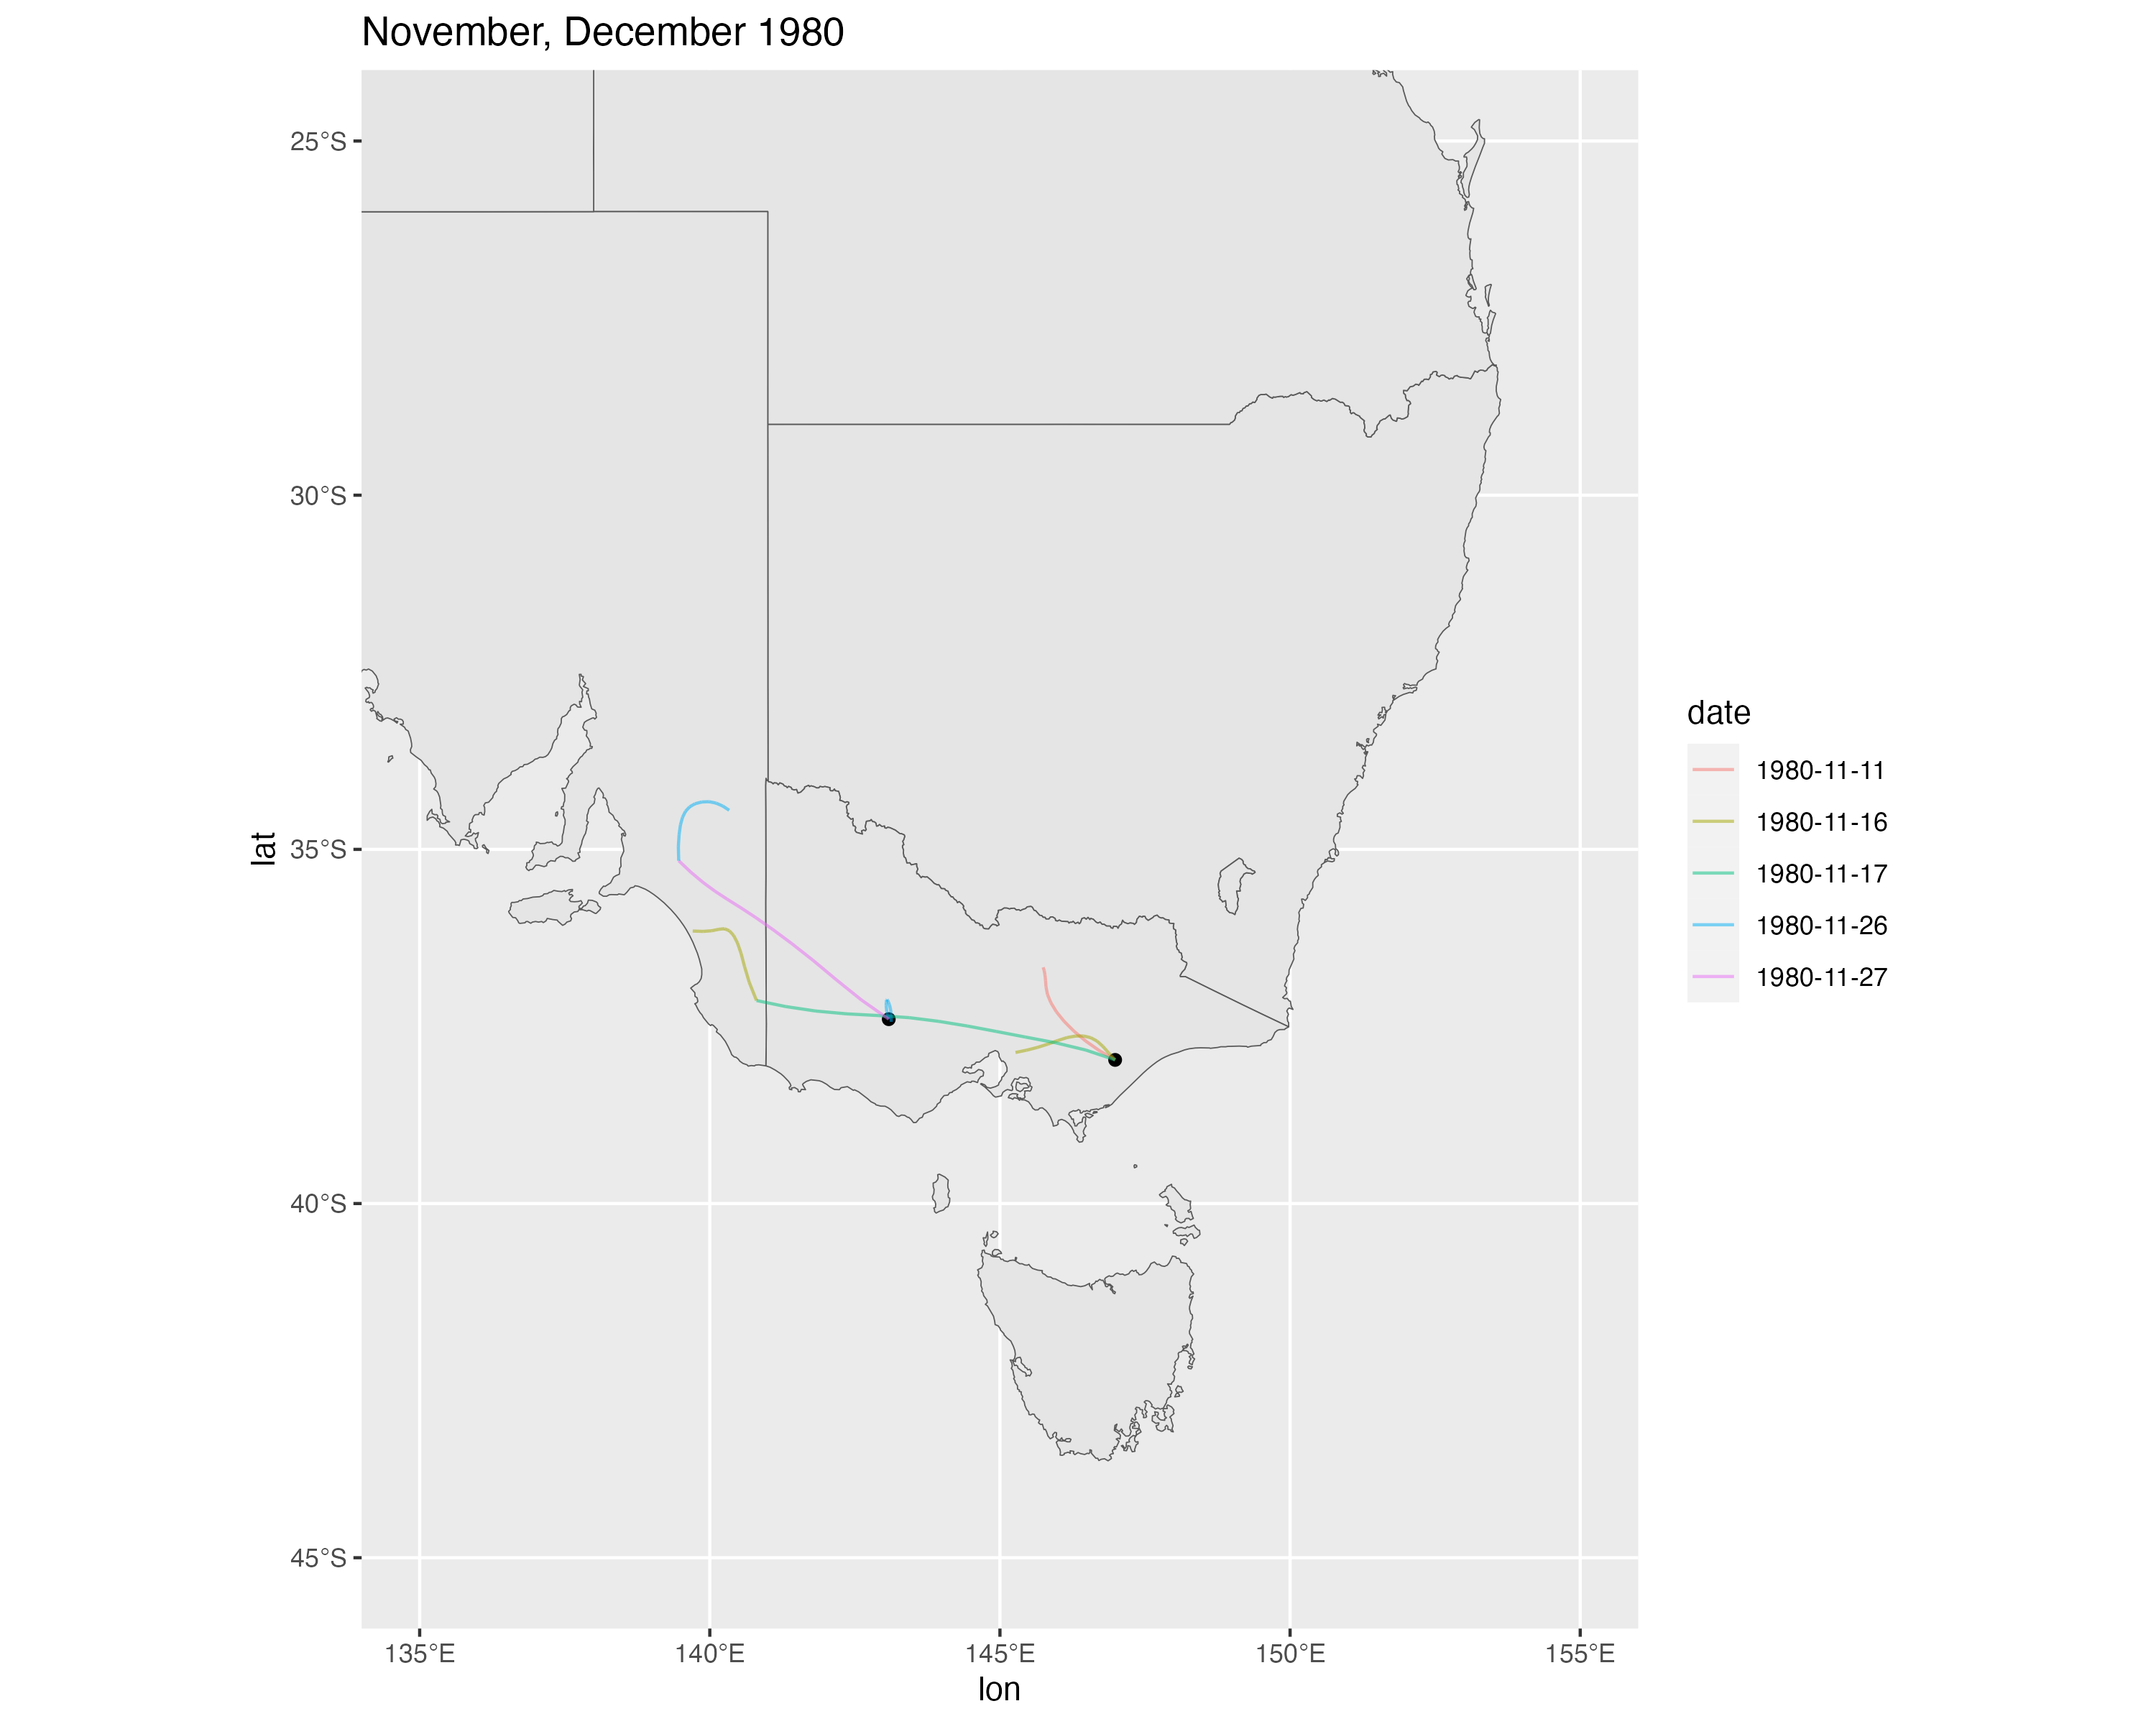 November, December 1980
25°S
30°S
35°S
40°S
45°S
lat
135°E
140°E
145°E
150°E
155°E
lon
date
1980-11-11
1980-11-16
1980-11-17
1980-11-26
1980-11-27